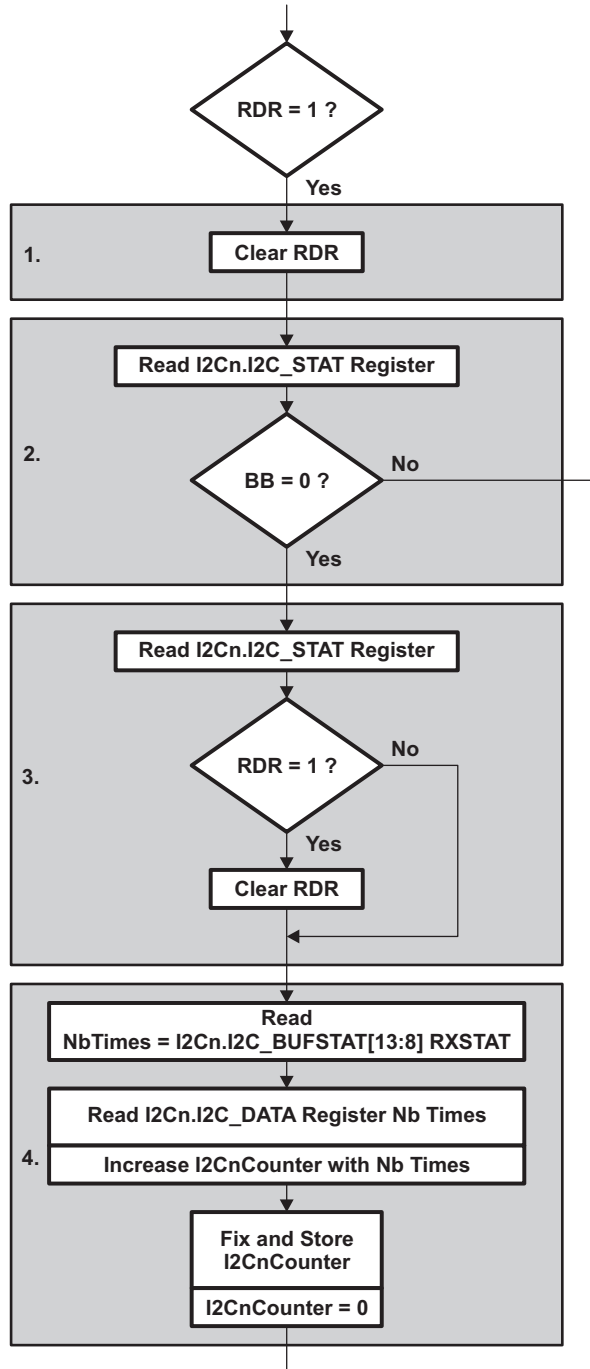 RDR = 1 ?
Yes
1.
Clear RDR
Read I2Cn.I2C_STAT Register
2.
BB = 0 ?
No
Yes
Read I2Cn.I2C_STAT Register
3.
RDR = 1 ?
No
Yes
Clear RDR
Read
NbTimes = I2Cn.I2C_BUFSTAT[13:8] RXSTAT
Read I2Cn.I2C_DATA Register Nb Times
4.
Increase I2CnCounter with Nb Times
Fix and Store
I2CnCounter
I2CnCounter = 0